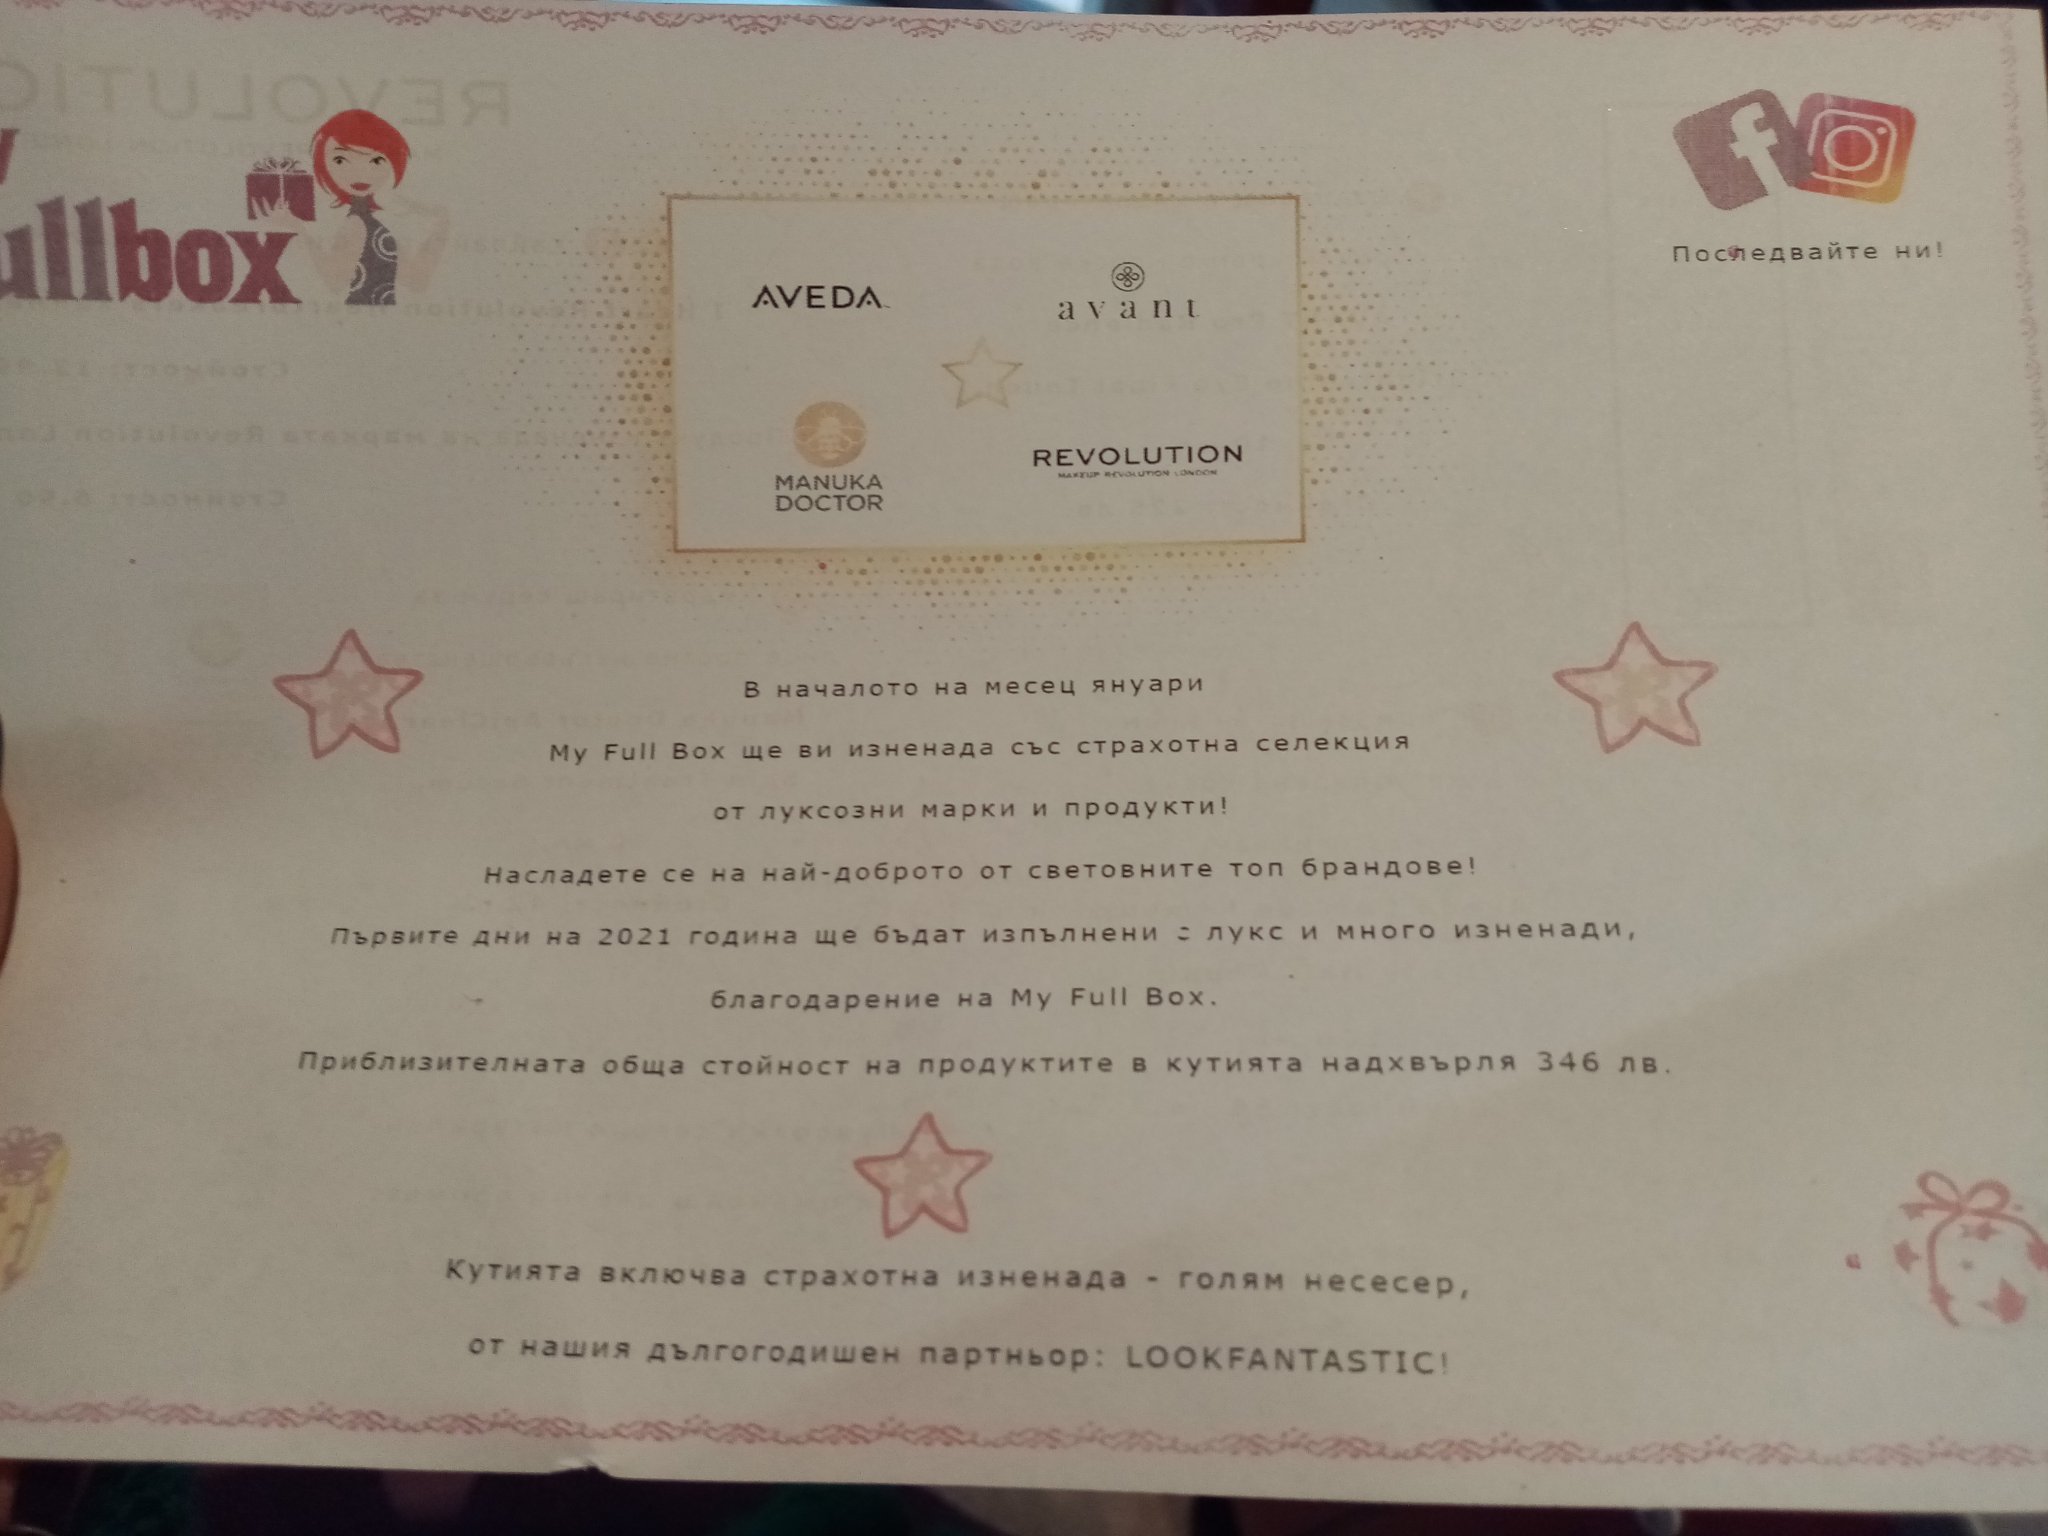 ullbox
AVEDA
avant
MANUKA
DOCTOR
REVOLUTION
MAKEUP REVOLUTION LONDON
Последвайте ни!
В началото на месец януари
My Full Box ще ви изненада със страхотна селекция
от луксозни марки и продукти!
Насладете се на най-доброто от световните топ брандове!
Първите дни на 2021 година ще бъдат изпълнени с лукс и много изненади,
благодарение на My Full Box.
Приблизителната обща стойност на продуктите в кутията надхвърля 346 лв.
Кутията включва страхотна изненада - голям несесер,
от нашия дългогодишен партньор: LOOKFANTASTIC!